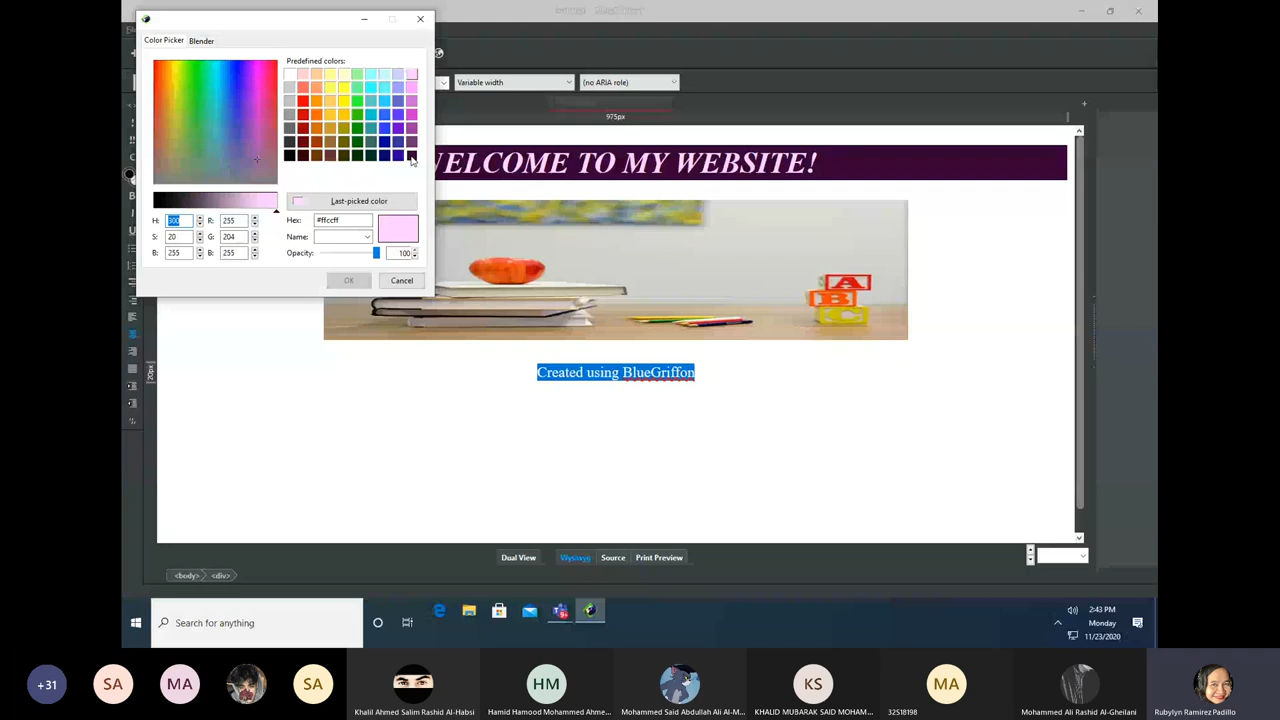 Color Picker
Blender
Predefined colors:
Last-picked color
H: 300
R: 255
Hex: #ffccff
S: 20
G: 204
Name:
B: 255
B: 255
Opacity: 100
OK
Cancel
Variable width
(no ARIA role)
975px
WELCOME TO MY WEBSITE!
A
B
C
20px
Created using BlueGriffon
Dual View
Wysiwyg
Source
Print Preview
<body>
<div>
Search for anything
9+
2:43 PM
Monday
11/23/2020
+31
SA
MA
SA
HM
KS
MA
Khalil Ahmed Salim Rashid Al-Habsi
Hamid Hamood Mohammed Ahme...
Mohammed Said Abdullah Ali Al-M...
KHALID MUBARAK SAID MOHAM...
32S18198
Mohammed Ali Rashid Al-Gheilani
Rubylyn Ramirez Padillo